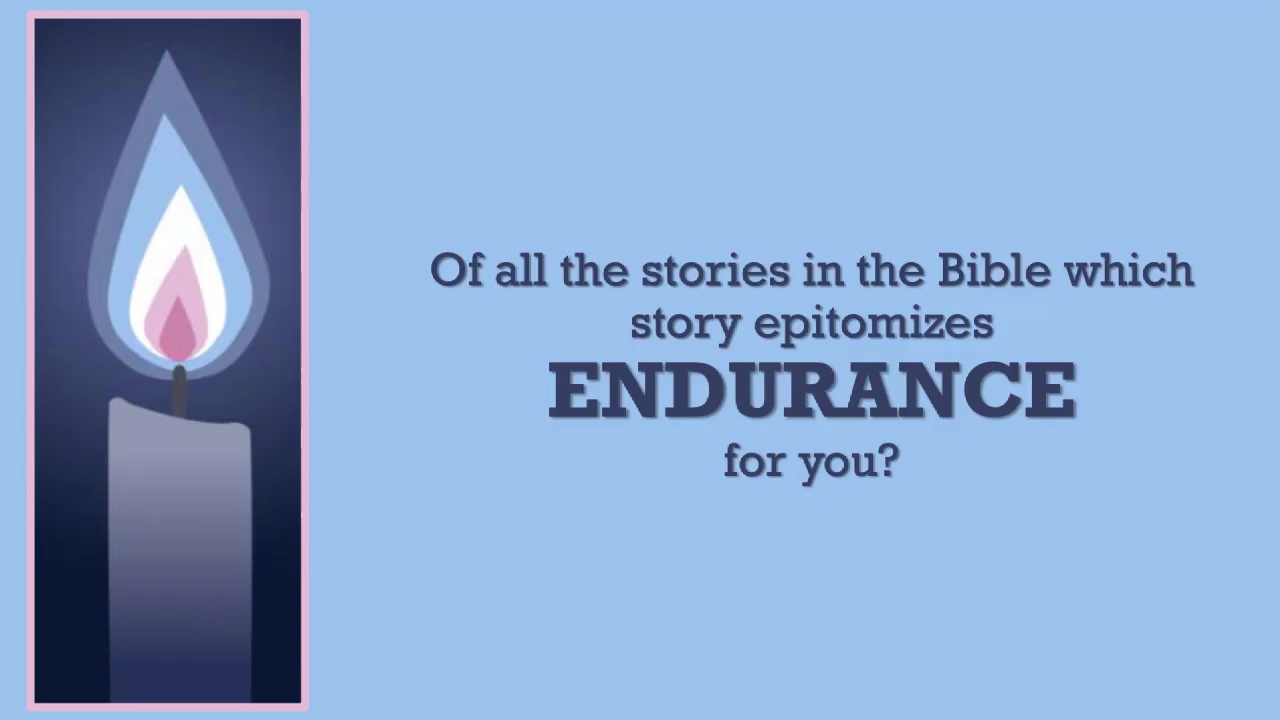 Of all the stories in the Bible which
story epitomizes
ENDURANCE
for you?